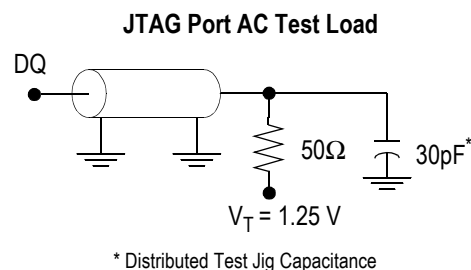 JTAG Port AC Test Load
DQ
50Ω
30pF*
VT = 1.25 V
* Distributed Test Jig Capacitance